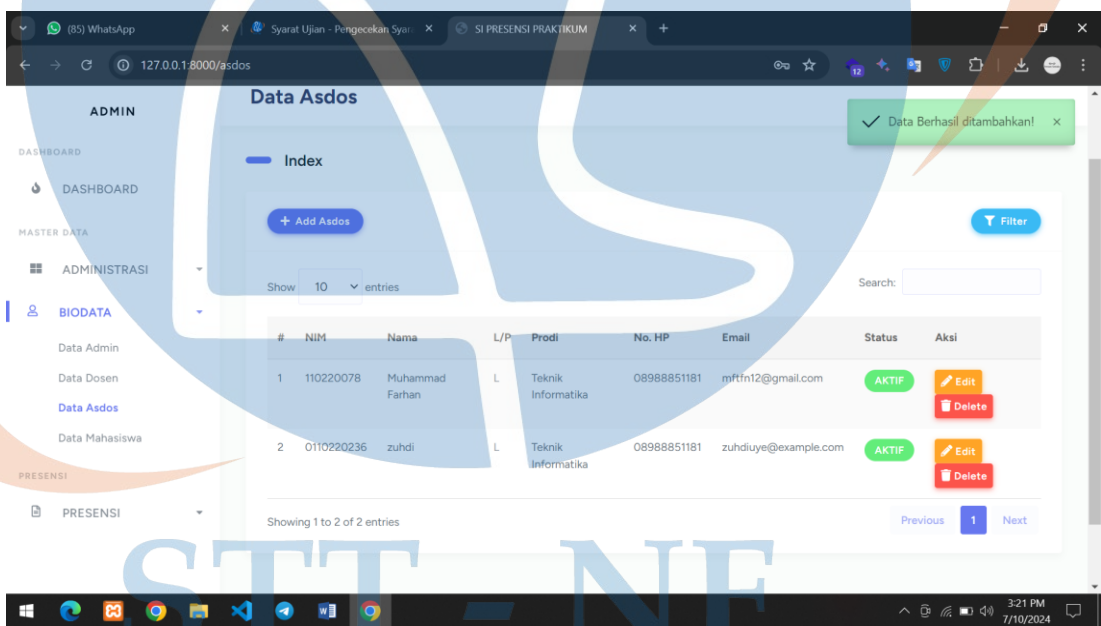 (85) WhatsApp
Syarat Ujian - Pengecekan Syar
SI PRESENSI PRAKTIKUM
127.0.0.1:8000/asdos
12
ADMIN
Data Asdos
Data Berhasil ditambahkan!
DASHBOARD
Index
DASHBOARD
+ Add Asdos
Filter
MASTER DATA
ADMINISTRASI
Show 10 entries
Search:
BIODATA
# NIM Nama L/P Prodi No. HP Email Status Aksi
Data Admin
1 110220078 Muhammad Farhan L Teknik Informatika 08988851181 mftfn12@gmail.com AKTIF Edit
Delete
Data Dosen
Data Asdos
Data Mahasiswa
2 0110220236 zuhdi L Teknik Informatika 08988851181 zuhdiuye@example.com AKTIF Edit
Delete
PRESENSI
PRESENSI
Showing 1 to 2 of 2 entries
Previous 1 Next
STT - NF
3:21 PM
7/10/2024